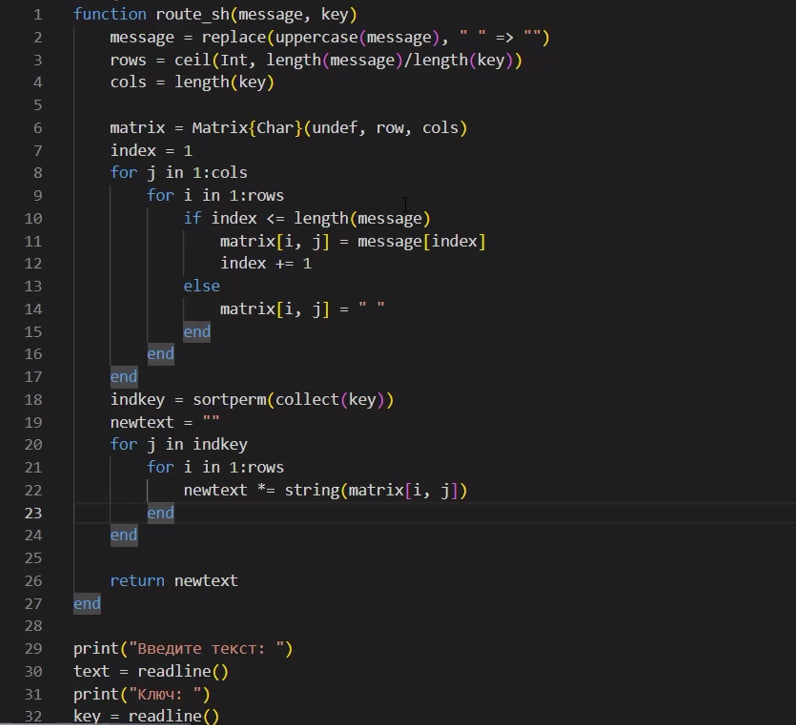 1 function route_sh(message, key)
2     message = replace(uppercase(message), " " => "")
3     rows = ceil(Int, length(message)/length(key))
4     cols = length(key)
5
6     matrix = Matrix{Char}(undef, row, cols)
7     index = 1
8     for j in 1:cols
9         for i in 1:rows
10             if index <= length(message)
11                 matrix[i, j] = message[index]
12                 index += 1
13             else
14                 matrix[i, j] = " "
15             end
16         end
17     end
18     indkey = sortperm(collect(key))
19     newtext = ""
20     for j in indkey
21         for i in 1:rows
22             newtext *= string(matrix[i, j])
23         end
24     end
25
26     return newtext
27 end
28
29 print("Введите текст: ")
30 text = readline()
31 print("Ключ: ")
32 key = readline()